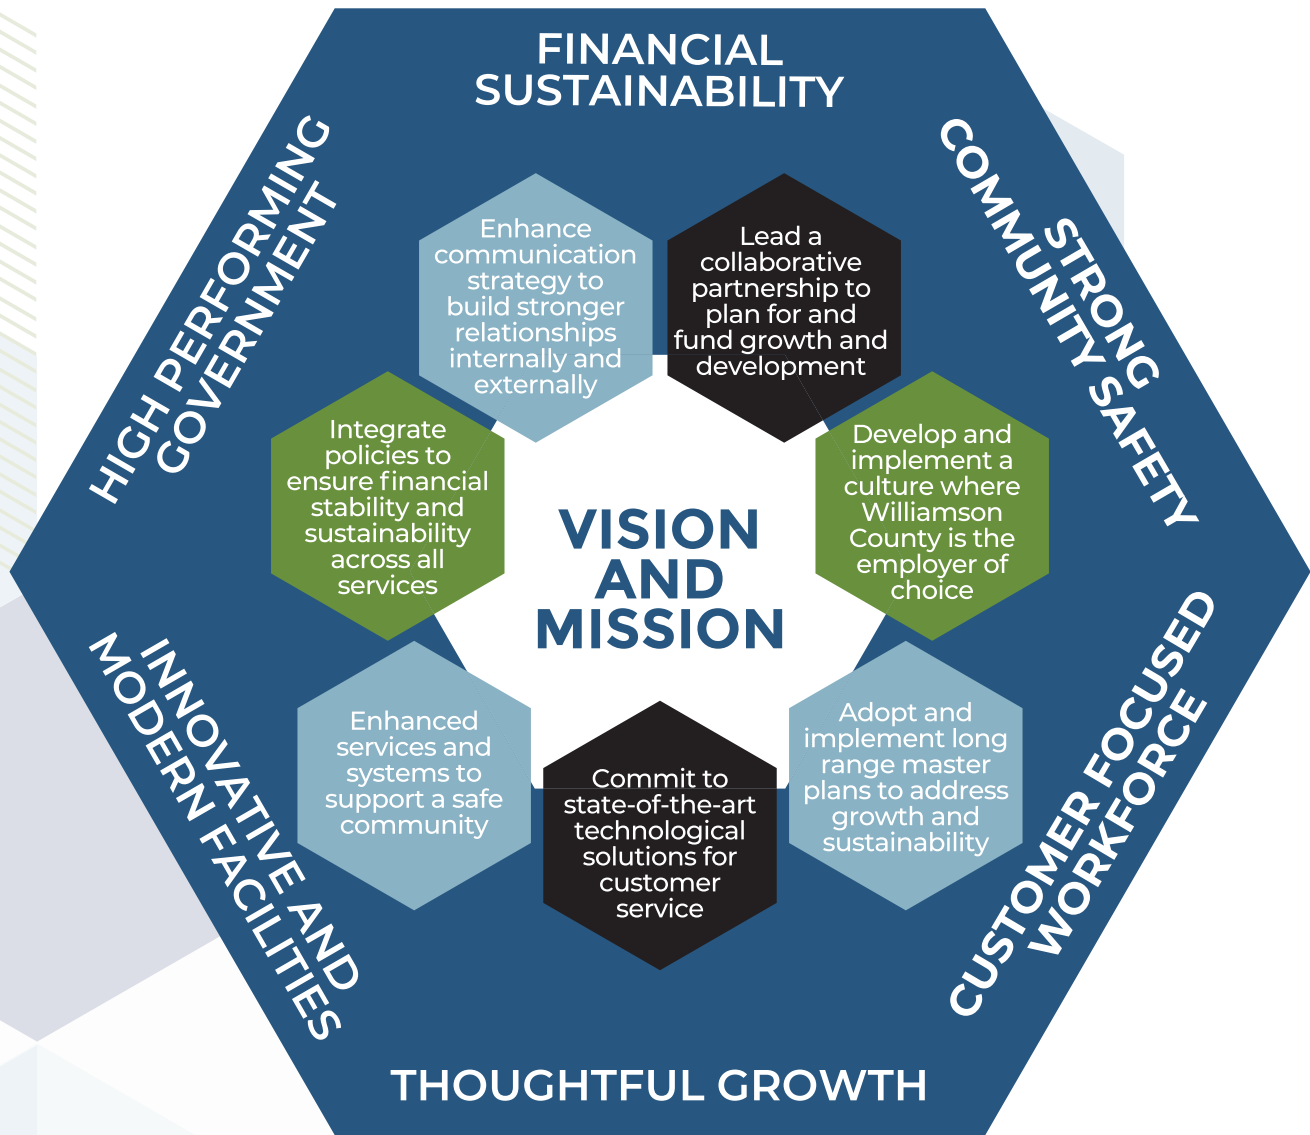 FINANCIAL
SUSTAINABILITY
HIGH PERFORMING
GOVERNMENT
STRONG
COMMUNITY SAFETY
Enhance
communication
strategy to
build stronger
relationships
internally and
externally
Lead a
collaborative
partnership to
plan for and
fund growth and
development
Integrate
policies to
ensure financial
stability and
sustainability
across all
services
Develop and
implement a
culture where
Williamson
County is the
employer of
choice
VISION
AND
MISSION
Enhanced
services and
systems to
support a safe
community
Commit to
state-of-the-art
technological
solutions for
customer
service
Adopt and
implement long
range master
plans to address
growth and
sustainability
INNOVATIVE AND
MODERN FACILITIES
CUSTOMER FOCUSED
WORKFORCE
THOUGHTFUL GROWTH